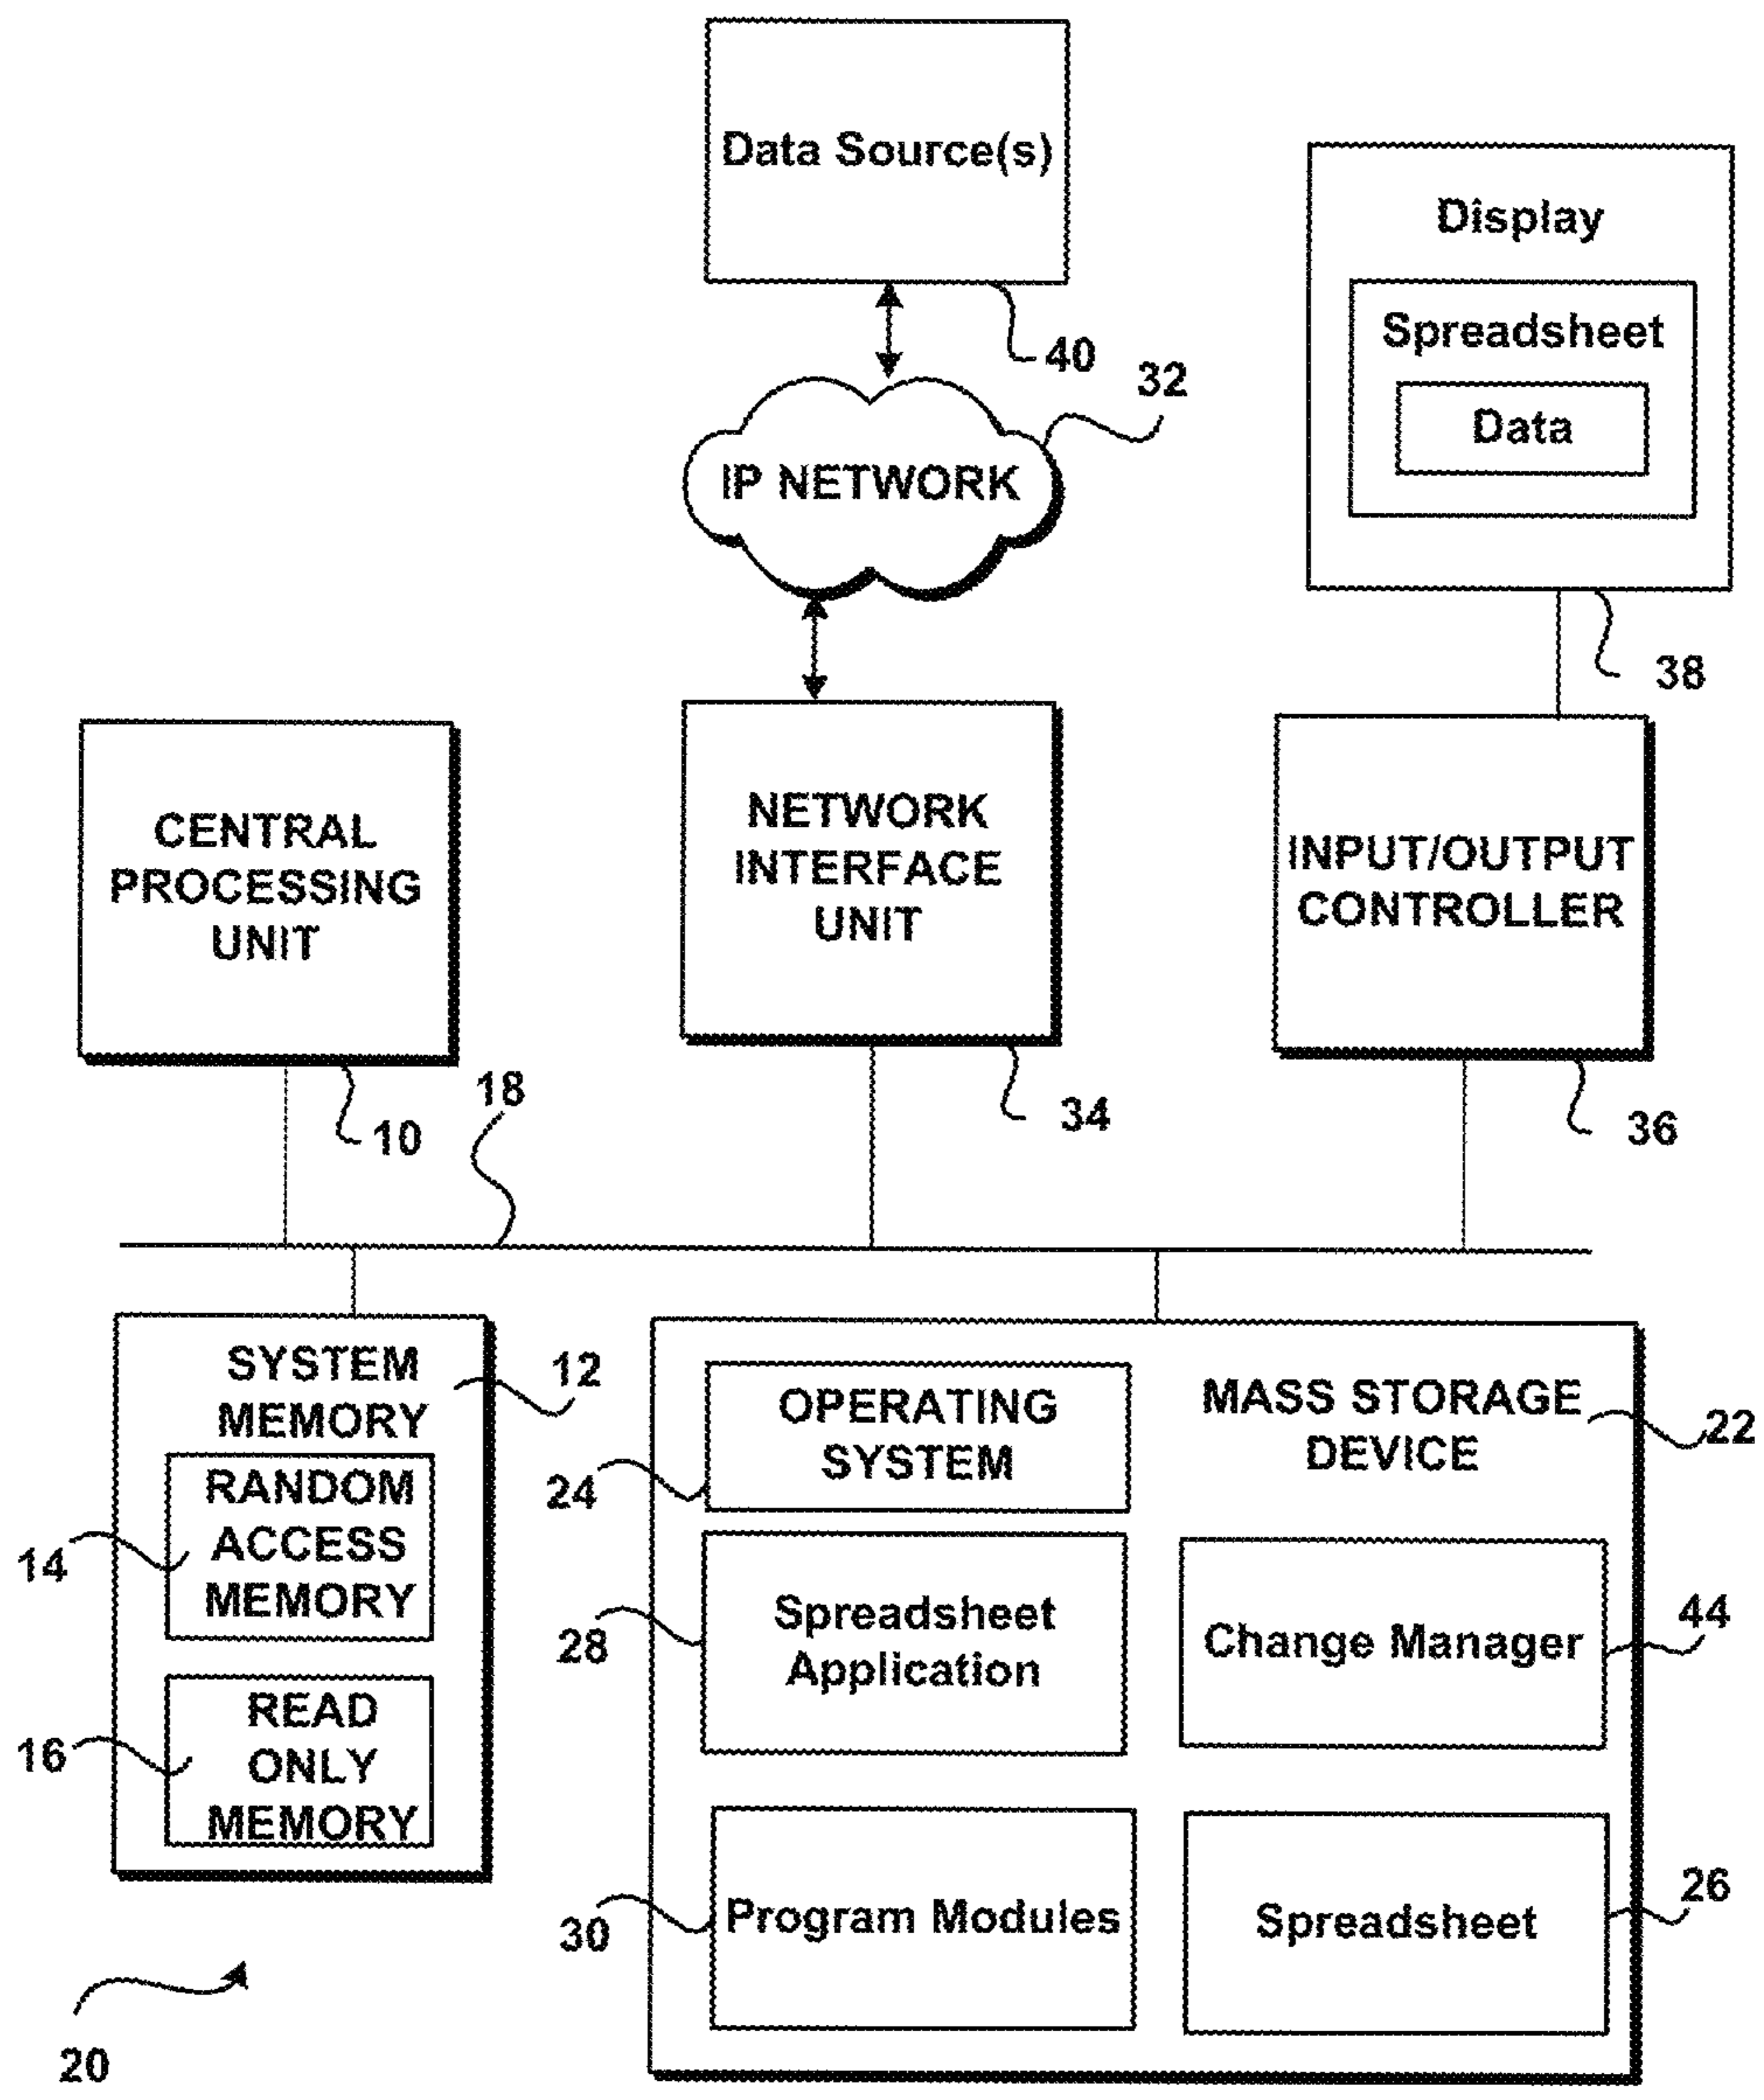 Data Source(s)
40
Display
Spreadsheet
Data
38
32
IP NETWORK
CENTRAL
PROCESSING
UNIT
10
NETWORK
INTERFACE
UNIT
34
INPUT/OUTPUT
CONTROLLER
36
18
SYSTEM
MEMORY
12
RANDOM
ACCESS
MEMORY
14
READ
ONLY
MEMORY
16
MASS STORAGE
DEVICE
22
OPERATING
SYSTEM
24
Spreadsheet
Application
28
Change Manager
44
Program Modules
30
Spreadsheet
26
20